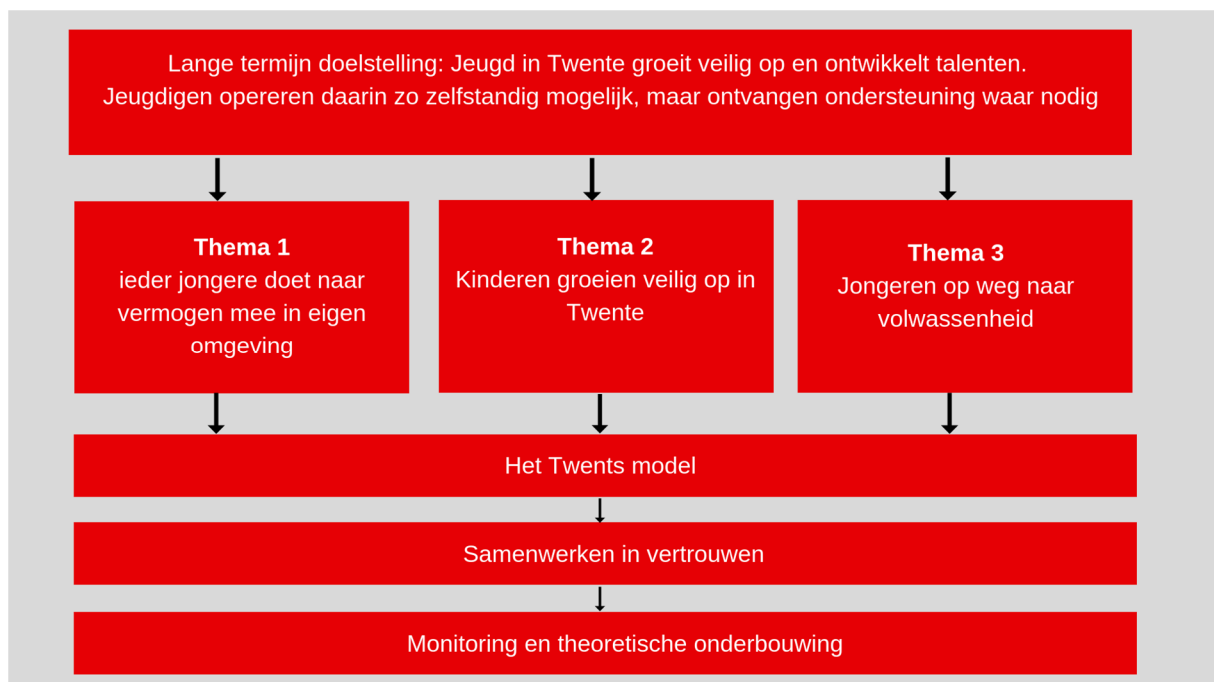 Lange termijn doelstelling: Jeugd in Twente groeit veilig op en ontwikkelt talenten.
Jeugdigen opereren daarin zo zelfstandig mogelijk, maar ontvangen ondersteuning waar nodig
Thema 1
ieder jongere doet naar
vermogen mee in eigen
omgeving
Thema 2
Kinderen groeien veilig op in
Twente
Thema 3
Jongeren op weg naar
volwassenheid
Het Twents model
Samenwerken in vertrouwen
Monitoring en theoretische onderbouwing